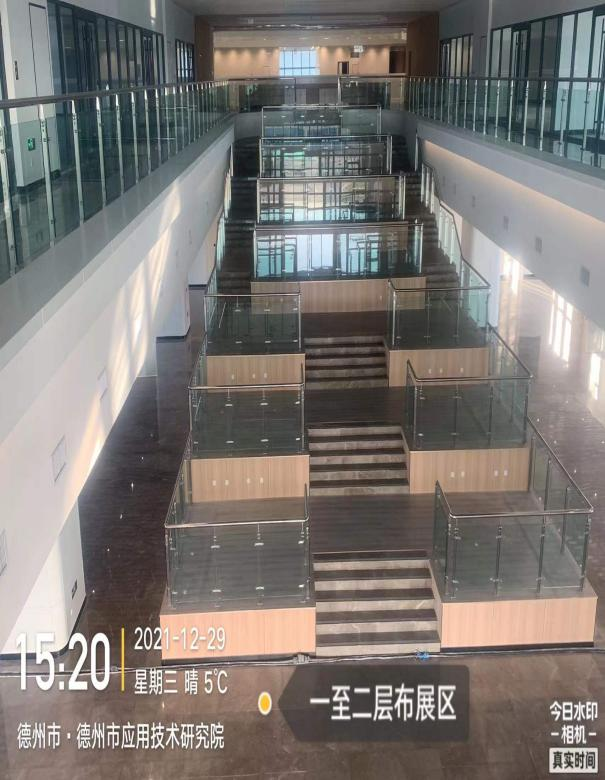 15:20
2021-12-29
星期三 晴 5℃
德州市·德州市应用技术研究院
一至二层布展区
今日水印
-相机-
真实时间